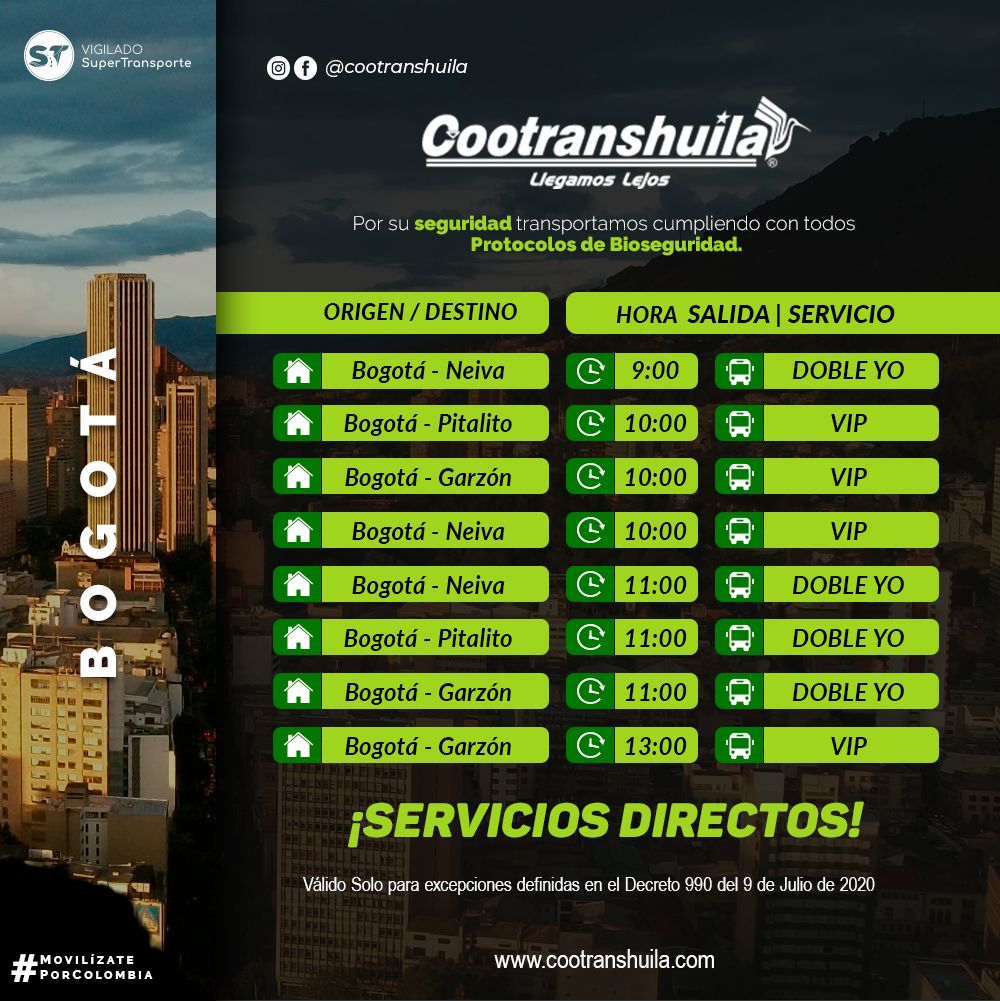 ST VIGILADO
SuperTransporte
@cootranshuila
Cootranshuila®
Llegamos Lejos
Por su seguridad transportamos cumpliendo con todos
Protocolos de Bioseguridad.
BOGOTÁ
ORIGEN / DESTINO HORA SALIDA | SERVICIO
Bogotá - Neiva 9:00 DOBLE YO
Bogotá - Pitalito 10:00 VIP
Bogotá - Garzón 10:00 VIP
Bogotá - Neiva 10:00 VIP
Bogotá - Neiva 11:00 DOBLE YO
Bogotá - Pitalito 11:00 DOBLE YO
Bogotá - Garzón 11:00 DOBLE YO
Bogotá - Garzón 13:00 VIP
¡SERVICIOS DIRECTOS!
Válido Solo para excepciones definidas en el Decreto 990 del 9 de Julio de 2020
#MOVILÍZATE
PORCOLOMBIA
www.cootranshuila.com